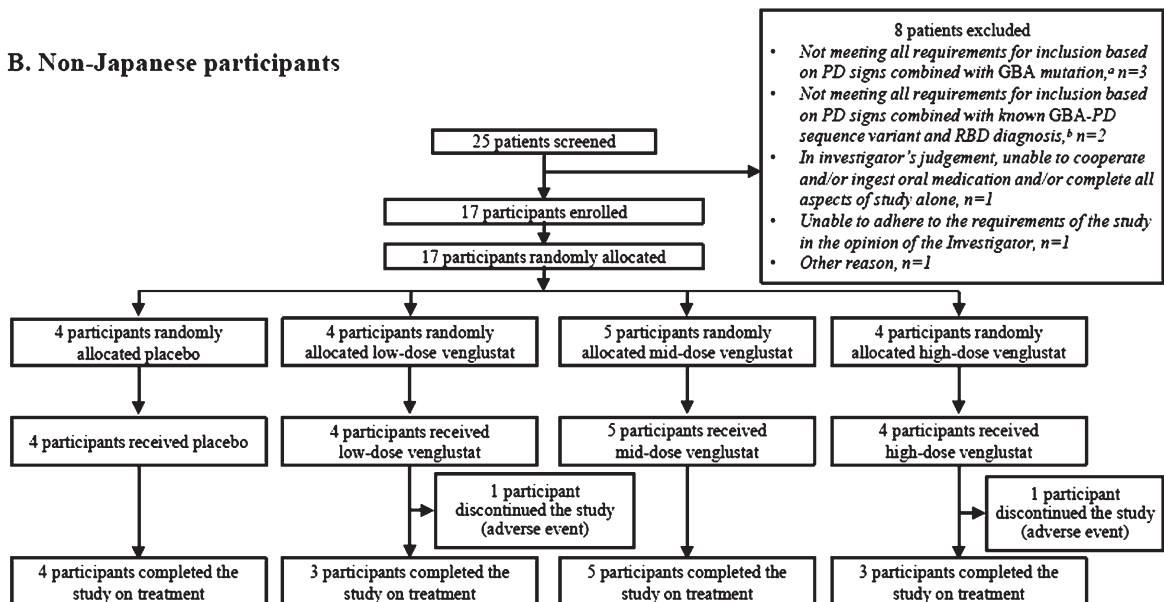 B. Non-Japanese participants
8 patients excluded
• Not meeting all requirements for inclusion based
on PD signs combined with GBA mutation,ᵃ n=3
• Not meeting all requirements for inclusion based
on PD signs combined with known GBA-PD
sequence variant and RBD diagnosis,ᵇ n=2
• In investigator's judgement, unable to cooperate
and/or ingest oral medication and/or complete all
aspects of study alone, n=1
• Unable to adhere to the requirements of the study
in the opinion of the Investigator, n=1
• Other reason, n=1
25 patients screened
17 participants enrolled
17 participants randomly allocated
4 participants randomly
allocated placebo
4 participants randomly
allocated low-dose venglustat
5 participants randomly
allocated mid-dose venglustat
4 participants randomly
allocated high-dose venglustat
4 participants received placebo
4 participants received
low-dose venglustat
5 participants received
mid-dose venglustat
4 participants received
high-dose venglustat
1 participant
discontinued the study
(adverse event)
1 participant
discontinued the study
(adverse event)
4 participants completed the
study on treatment
3 participants completed the
study on treatment
5 participants completed the
study on treatment
3 participants completed the
study on treatment